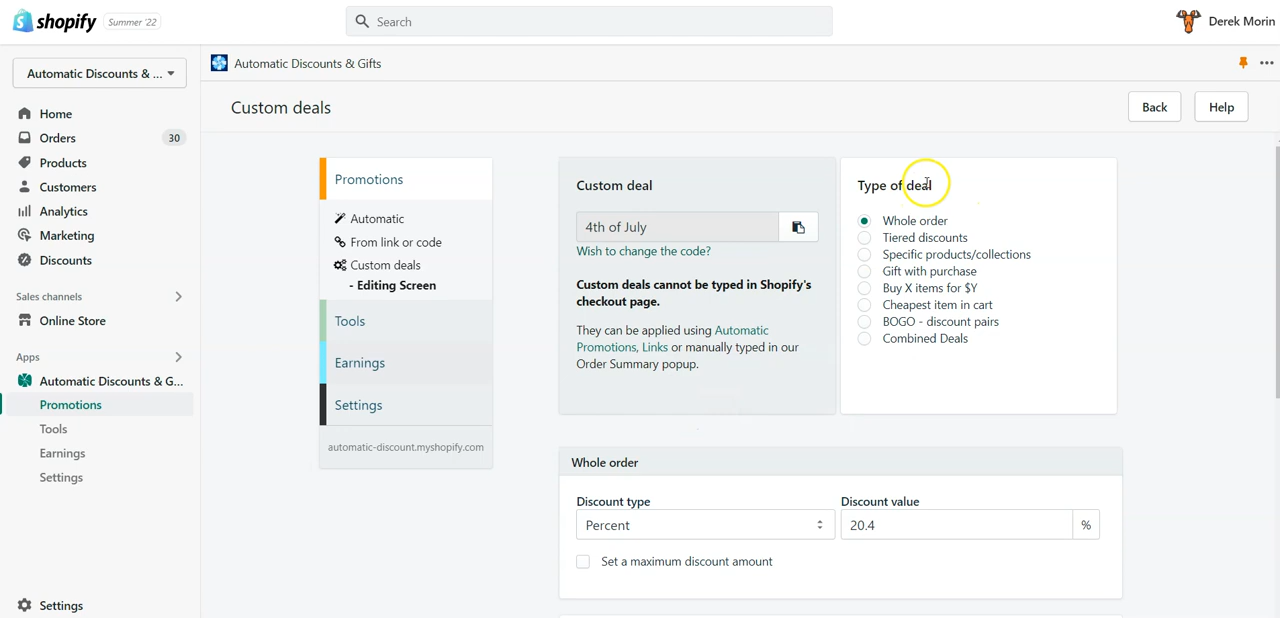 shopify Summer '22
Search
Derek Morin
Automatic Discounts & ...
Automatic Discounts & Gifts
Home
Orders 30
Products
Customers
Analytics
Marketing
Discounts
Sales channels
Online Store
Apps
Automatic Discounts & G...
Promotions
Tools
Earnings
Settings
Settings
Custom deals
Back
Help
Promotions
Automatic
From link or code
Custom deals
- Editing Screen
Tools
Earnings
Settings
automatic-discount.myshopify.com
Custom deal
4th of July
Wish to change the code?
Custom deals cannot be typed in Shopify's
checkout page.
They can be applied using Automatic
Promotions, Links or manually typed in our
Order Summary popup.
Type of deal
Whole order
Tiered discounts
Specific products/collections
Gift with purchase
Buy X items for $Y
Cheapest item in cart
BOGO - discount pairs
Combined Deals
Whole order
Discount type
Percent
Discount value
20.4 %
Set a maximum discount amount